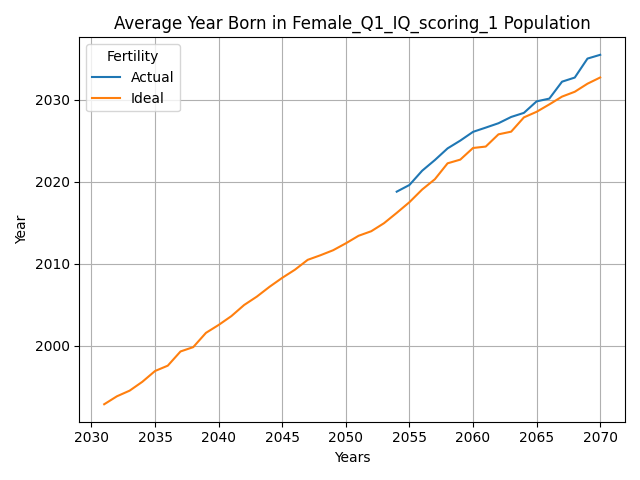 Average Year Born in Female_Q1_IQ_scoring_1 Population
Fertility
Actual
Ideal
Year
2030
2020
2010
2000
2030 2035 2040 2045 2050 2055 2060 2065 2070
Years